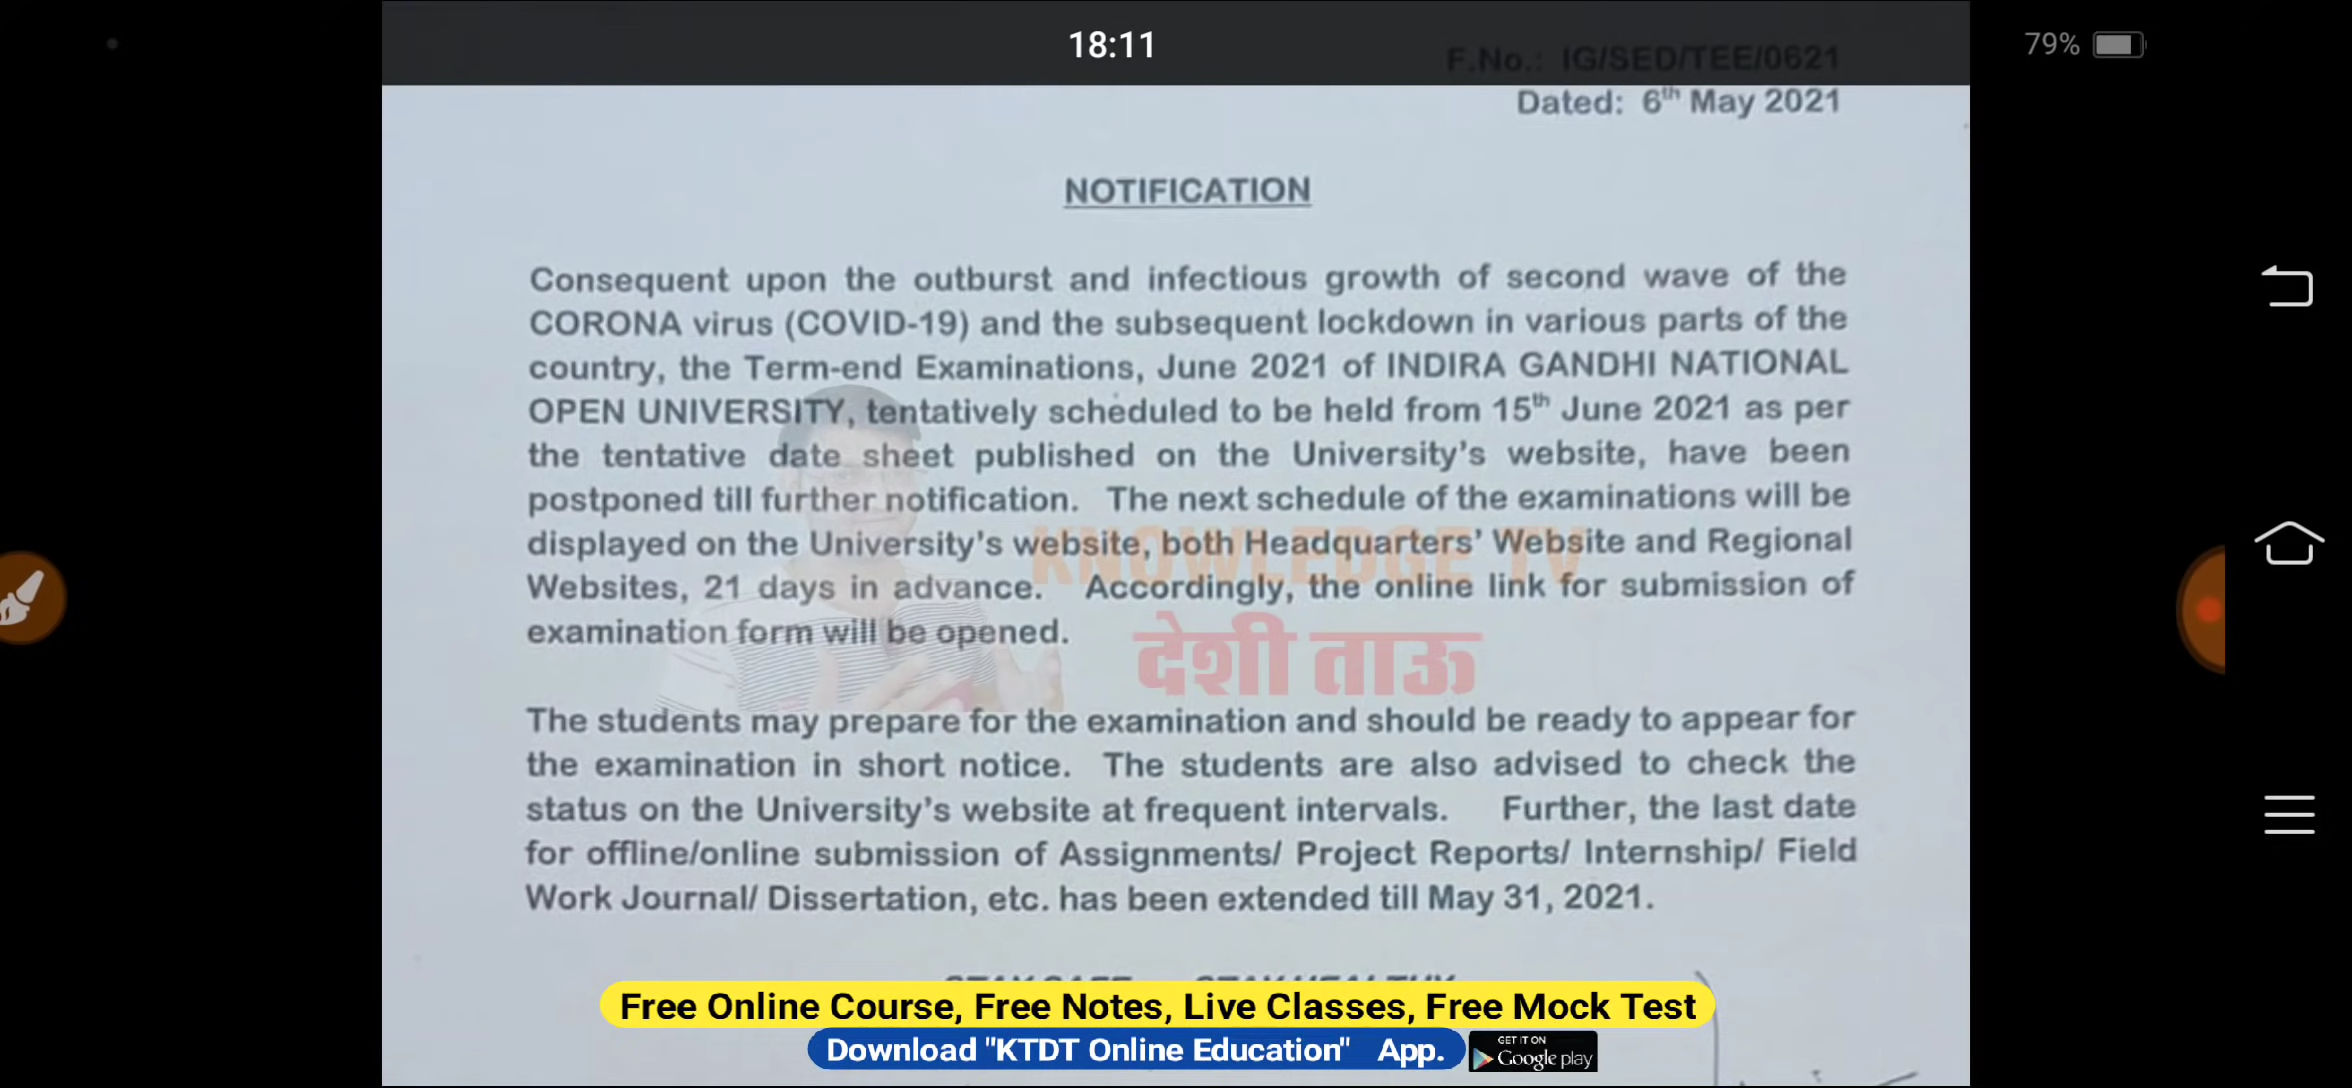 18:11
79%
F.No.: IG/SED/TEE/0621
Dated: 6th May 2021
NOTIFICATION
Consequent upon the outburst and infectious growth of second wave of the
CORONA virus (COVID-19) and the subsequent lockdown in various parts of the
country, the Term-end Examinations, June 2021 of INDIRA GANDHI NATIONAL
OPEN UNIVERSITY, tentatively scheduled to be held from 15th June 2021 as per
the tentative date sheet published on the University's website, have been
postponed till further notification. The next schedule of the examinations will be
displayed on the University's website, both Headquarters' Website and Regional
Websites, 21 days in advance. Accordingly, the online link for submission of
examination form will be opened.
KNOWLEDGE TV
देशी ताऊ
The students may prepare for the examination and should be ready to appear for
the examination in short notice. The students are also advised to check the
status on the University's website at frequent intervals. Further, the last date
for offline/online submission of Assignments/ Project Reports/ Internship/ Field
Work Journal/ Dissertation, etc. has been extended till May 31, 2021.
Free Online Course, Free Notes, Live Classes, Free Mock Test
Download "KTDT Online Education" App.
GET IT ON
Google play